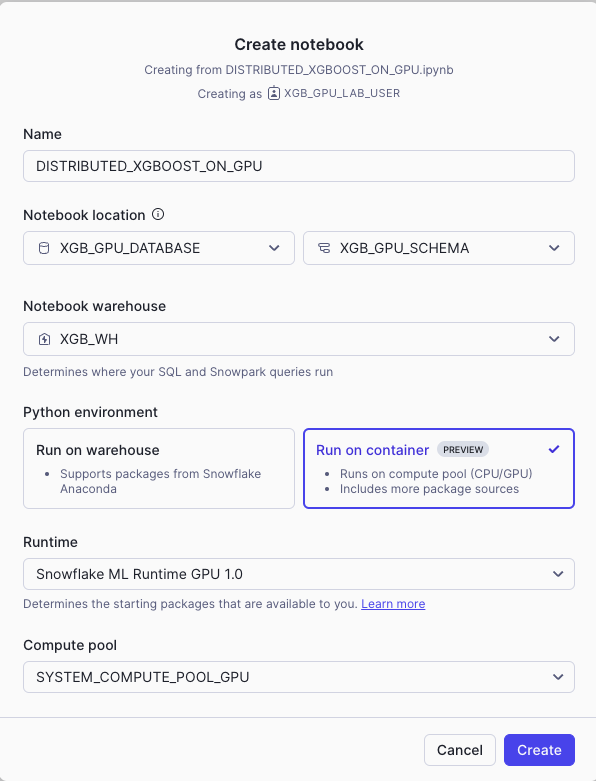 Create notebook
Creating from DISTRIBUTED_XGBOOST_ON_GPU.ipynb
Creating as XGB_GPU_LAB_USER
Name
DISTRIBUTED_XGBOOST_ON_GPU
Notebook location
XGB_GPU_DATABASE
XGB_GPU_SCHEMA
Notebook warehouse
XGB_WH
Determines where your SQL and Snowpark queries run
Python environment
Run on warehouse
• Supports packages from Snowflake
Anaconda
Run on container PREVIEW
• Runs on compute pool (CPU/GPU)
• Includes more package sources
Runtime
Snowflake ML Runtime GPU 1.0
Determines the starting packages that are available to you. Learn more
Compute pool
SYSTEM_COMPUTE_POOL_GPU
Cancel
Create